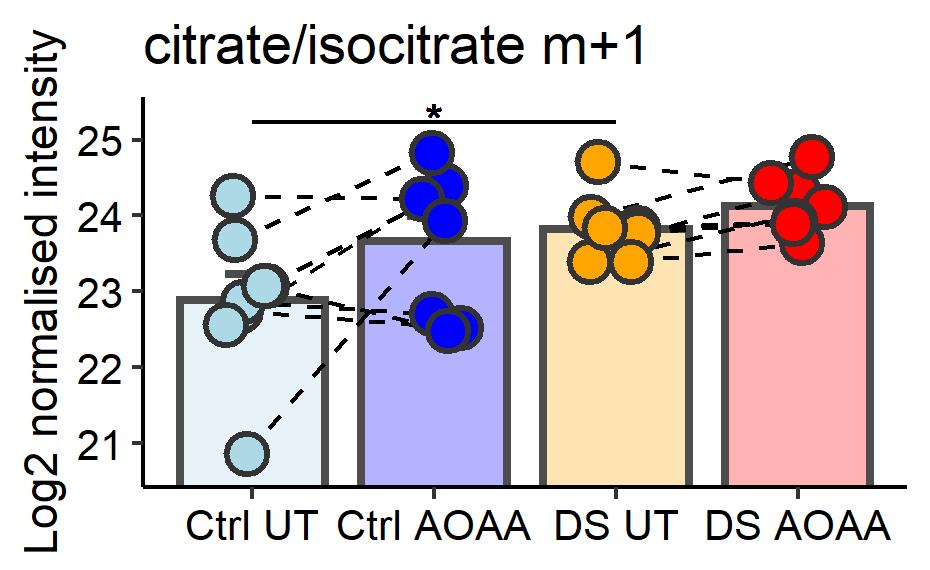 citrate/isocitrate m+1
Log2 normalised intensity
*
25
24
23
22
21
Ctrl UT Ctrl AOAA DS UT DS AOAA